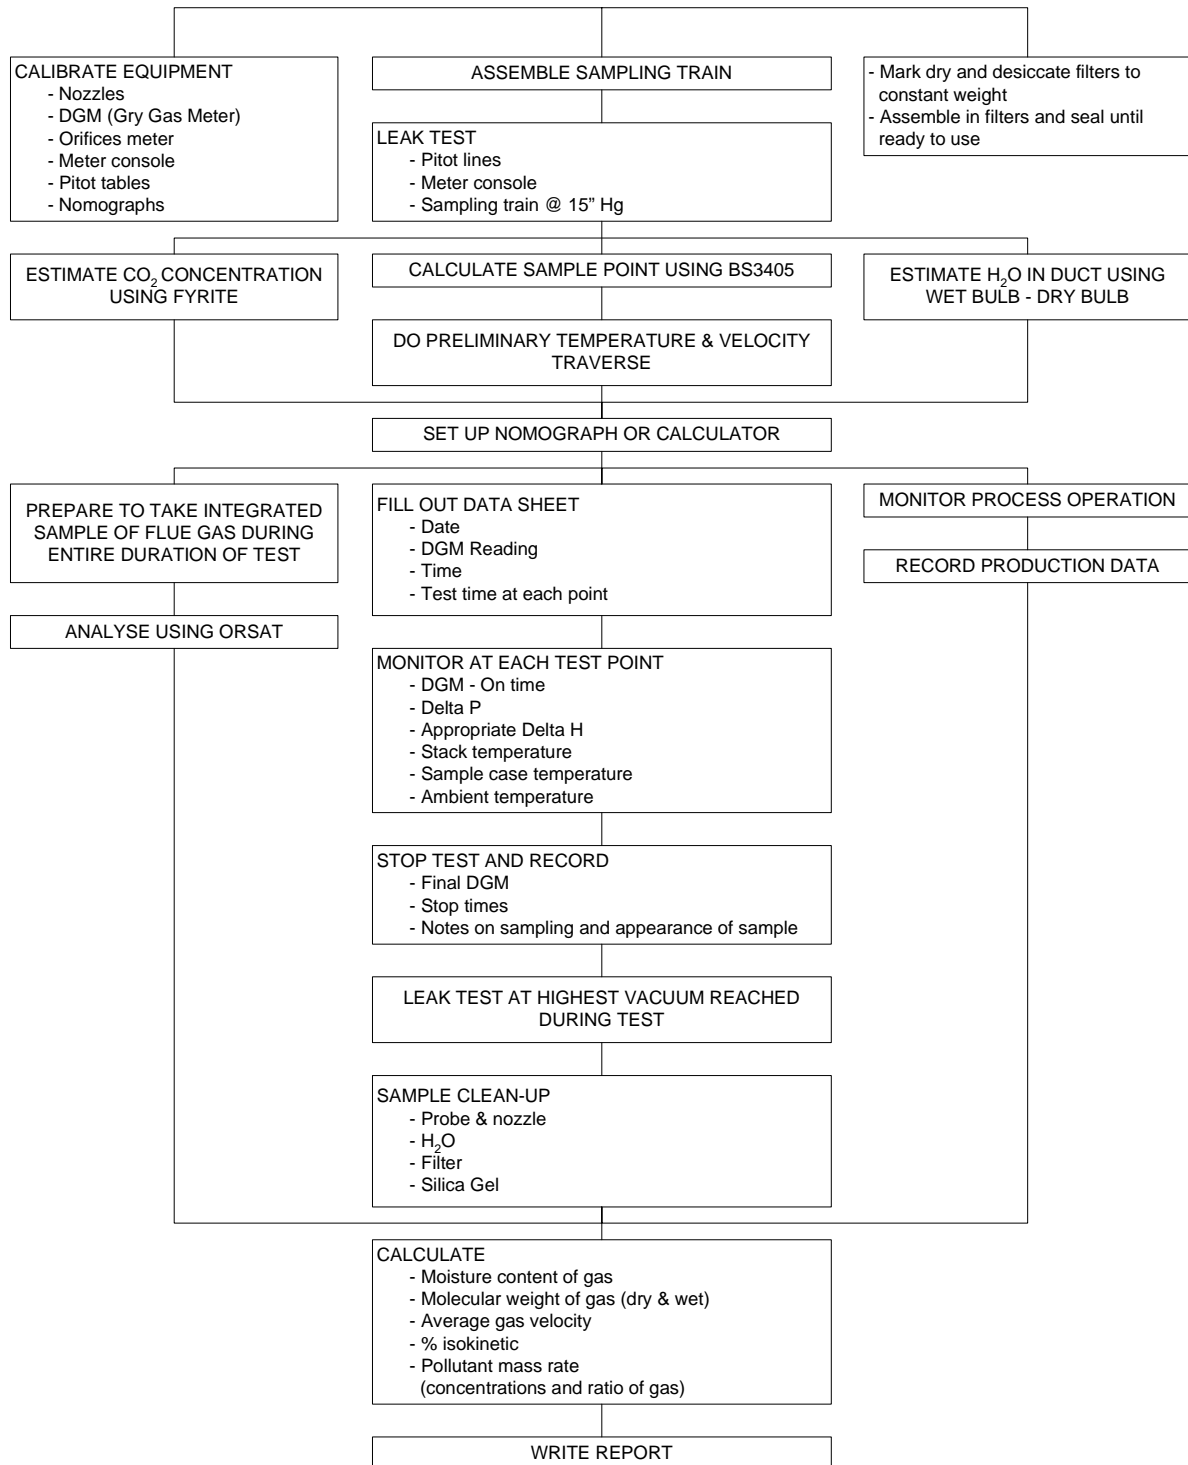 CALIBRATE EQUIPMENT
- Nozzles
- DGM (Gry Gas Meter)
- Orifices meter
- Meter console
- Pitot tables
- Nomographs
ASSEMBLE SAMPLING TRAIN
LEAK TEST
- Pitot lines
- Meter console
- Sampling train @ 15” Hg
- Mark dry and desiccate filters to
constant weight
- Assemble in filters and seal until
ready to use
ESTIMATE CO₂ CONCENTRATION
USING FYRITE
CALCULATE SAMPLE POINT USING BS3405
DO PRELIMINARY TEMPERATURE & VELOCITY
TRAVERSE
ESTIMATE H₂O IN DUCT USING
WET BULB - DRY BULB
SET UP NOMOGRAPH OR CALCULATOR
PREPARE TO TAKE INTEGRATED
SAMPLE OF FLUE GAS DURING
ENTIRE DURATION OF TEST
ANALYSE USING ORSAT
FILL OUT DATA SHEET
- Date
- DGM Reading
- Time
- Test time at each point
MONITOR PROCESS OPERATION
RECORD PRODUCTION DATA
MONITOR AT EACH TEST POINT
- DGM - On time
- Delta P
- Appropriate Delta H
- Stack temperature
- Sample case temperature
- Ambient temperature
STOP TEST AND RECORD
- Final DGM
- Stop times
- Notes on sampling and appearance of sample
LEAK TEST AT HIGHEST VACUUM REACHED
DURING TEST
SAMPLE CLEAN-UP
- Probe & nozzle
- H₂O
- Filter
- Silica Gel
CALCULATE
- Moisture content of gas
- Molecular weight of gas (dry & wet)
- Average gas velocity
- % isokinetic
- Pollutant mass rate
(concentrations and ratio of gas)
WRITE REPORT